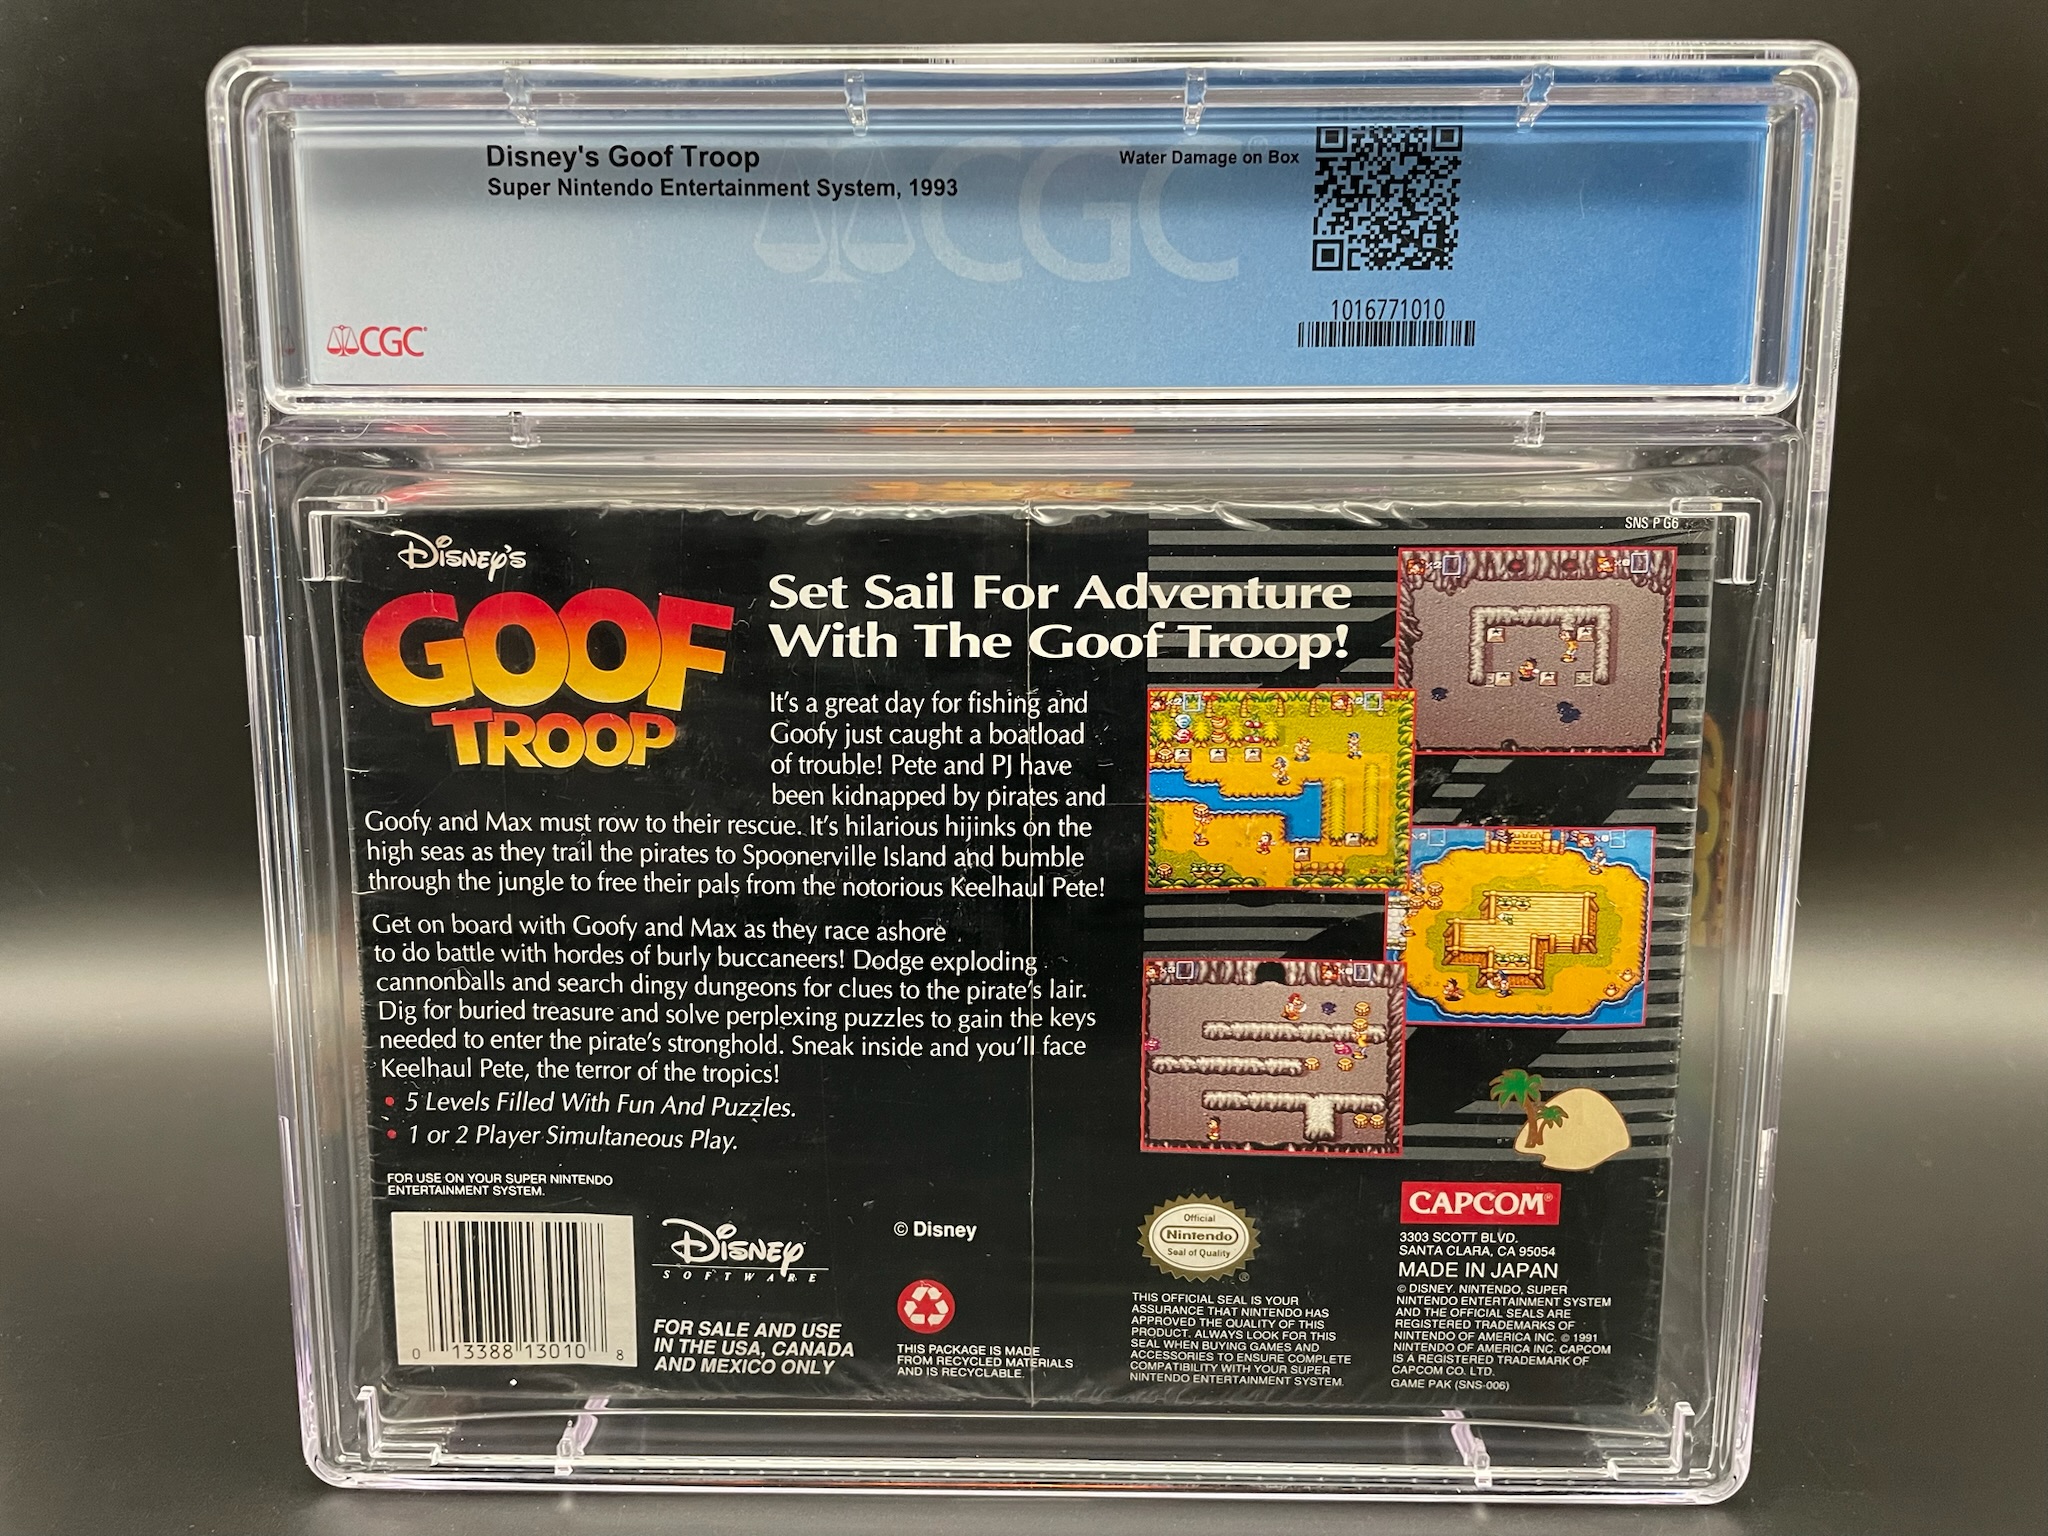 Disney's Goof Troop
Super Nintendo Entertainment System, 1993
Water Damage on Box
CGC
1016771010
CGC
SNS P G6
Disney's
GOOF
TROOP
Set Sail For Adventure
With The Goof Troop!
It's a great day for fishing and
Goofy just caught a boatload
of trouble! Pete and PJ have
been kidnapped by pirates and
Goofy and Max must row to their rescue. It's hilarious hijinks on the
high seas as they trail the pirates to Spoonerville Island and bumble
through the jungle to free their pals from the notorious Keelhaul Pete!
Get on board with Goofy and Max as they race ashore
to do battle with hordes of burly buccaneers! Dodge exploding
cannonballs and search dingy dungeons for clues to the pirate's lair.
Dig for buried treasure and solve perplexing puzzles to gain the keys
needed to enter the pirate's stronghold. Sneak inside and you'll face
Keelhaul Pete, the terror of the tropics!
• 5 Levels Filled With Fun And Puzzles.
• 1 or 2 Player Simultaneous Play.
FOR USE ON YOUR SUPER NINTENDO
ENTERTAINMENT SYSTEM.
0 13388 13010 8
Disney
SOFTWARE
FOR SALE AND USE
IN THE USA, CANADA
AND MEXICO ONLY
© Disney
THIS PACKAGE IS MADE
FROM RECYCLED MATERIALS
AND IS RECYCLABLE.
Official
Nintendo
Seal of Quality
®
THIS OFFICIAL SEAL IS YOUR
ASSURANCE THAT NINTENDO HAS
APPROVED THE QUALITY OF THIS
PRODUCT. ALWAYS LOOK FOR THIS
SEAL WHEN BUYING GAMES AND
ACCESSORIES TO ENSURE COMPLETE
COMPATIBILITY WITH YOUR SUPER
NINTENDO ENTERTAINMENT SYSTEM.
CAPCOM®
3303 SCOTT BLVD.
SANTA CLARA, CA 95054
MADE IN JAPAN
© DISNEY. NINTENDO, SUPER
NINTENDO ENTERTAINMENT SYSTEM
AND THE OFFICIAL SEALS ARE
REGISTERED TRADEMARKS OF
NINTENDO OF AMERICA INC. © 1991
NINTENDO OF AMERICA INC. CAPCOM
IS A REGISTERED TRADEMARK OF
CAPCOM CO. LTD.
GAME PAK (SNS-006)